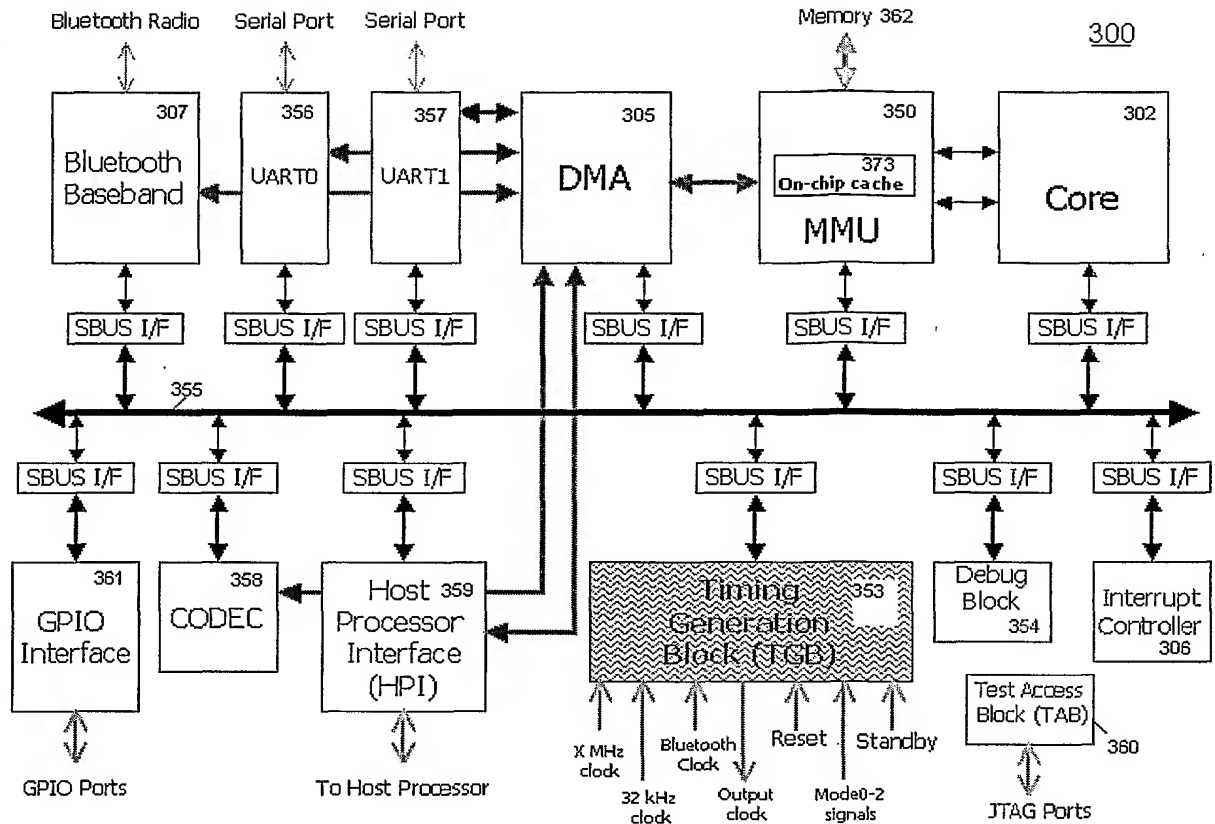 Bluetooth Radio
Serial Port
Serial Port
Memory 362
300
307
Bluetooth
Baseband
356
UART0
357
UART1
305
DMA
350
373
On-chip cache
MMU
302
Core
SBUS I/F
SBUS I/F
SBUS I/F
SBUS I/F
SBUS I/F
SBUS I/F
355
SBUS I/F
SBUS I/F
SBUS I/F
SBUS I/F
SBUS I/F
SBUS I/F
361
GPIO
Interface
358
CODEC
Host 359
Processor
Interface
(HPI)
353
Timing
Generation
Block (TGB)
Debug
Block
354
Interrupt
Controller
306
Test Access
Block (TAB)
360
X MHz
clock
32 kHz
clock
Bluetooth
Clock
Output
clock
Reset
Mode0-2
signals
Standby
GPIO Ports
To Host Processor
JTAG Ports